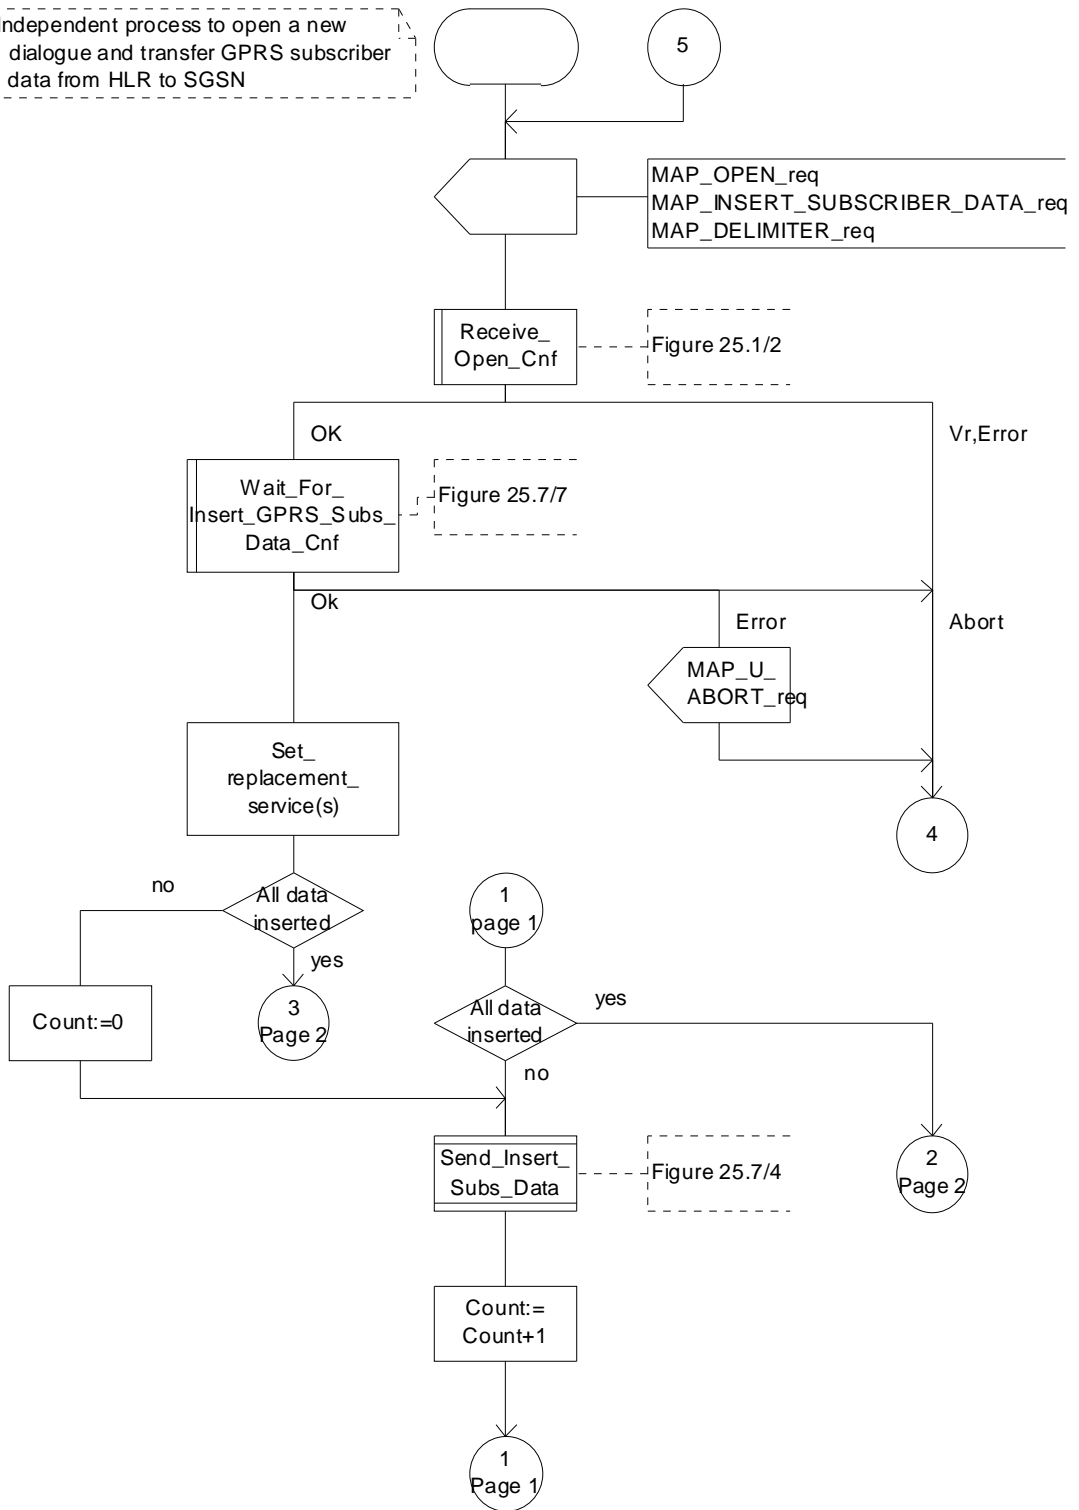 Independent process to open a new
dialogue and transfer GPRS subscriber
data from HLR to SGSN
5
MAP_OPEN_req
MAP_INSERT_SUBSCRIBER_DATA_req
MAP_DELIMITER_req
Receive_
Open_Cnf
Figure 25.1/2
OK
Vr,Error
Wait_For_
Insert_GPRS_Subs_
Data_Cnf
Figure 25.7/7
Ok
Error
Abort
MAP_U_
ABORT_req
Set_
replacement_
service(s)
4
no
All data
inserted
yes
1
page 1
Count:=0
3
Page 2
All data
inserted
yes
no
Send_Insert_
Subs_Data
Figure 25.7/4
2
Page 2
Count:=
Count+1
1
Page 1